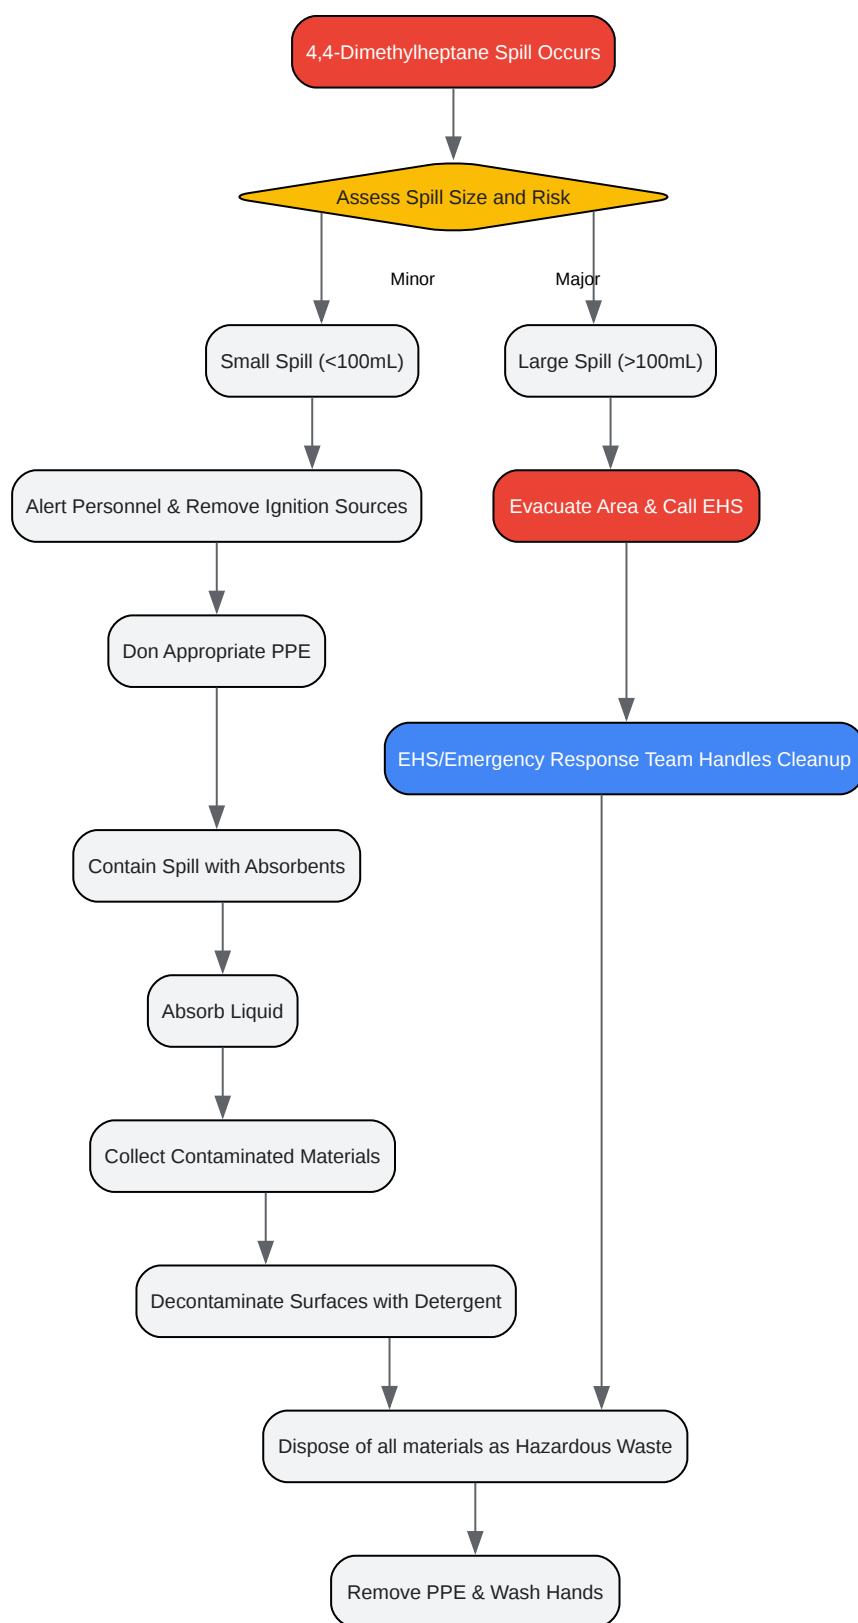 4,4-Dimethylheptane Spill Occurs
Assess Spill Size and Risk
Minor
Major
Small Spill (<100mL)
Large Spill (>100mL)
Alert Personnel & Remove Ignition Sources
Evacuate Area & Call EHS
Don Appropriate PPE
EHS/Emergency Response Team Handles Cleanup
Contain Spill with Absorbents
Absorb Liquid
Collect Contaminated Materials
Decontaminate Surfaces with Detergent
Dispose of all materials as Hazardous Waste
Remove PPE & Wash Hands